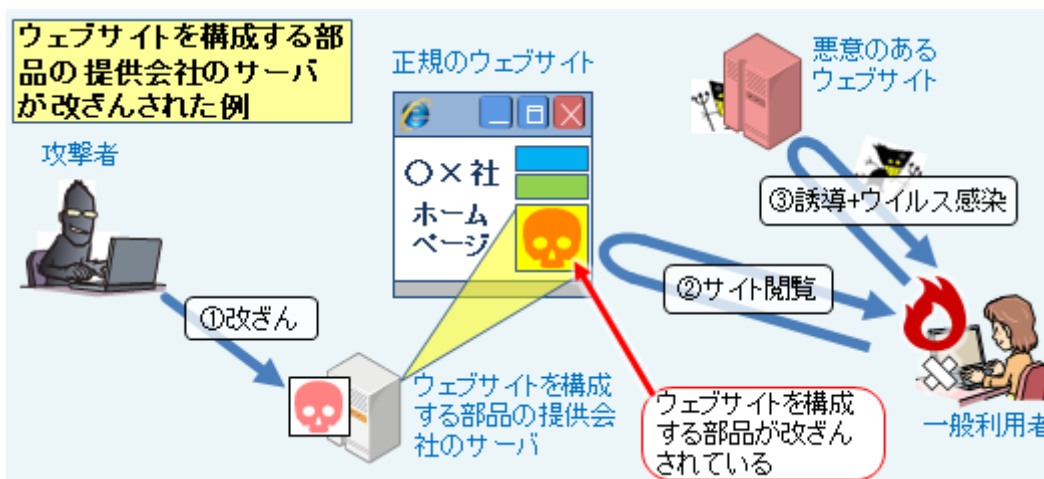 ウェブサイトを構成する部
品の提供会社のサーバ
が改ざんされた例
攻撃者
正規のウェブサイト
悪意のある
ウェブサイト
〇×社
ホーム
ページ
③誘導+ウイルス感染
②サイト閲覧
①改ざん
ウェブサイトを構成
する部品の提供会
社のサーバ
ウェブサイトを構成
する部品が改ざん
されている
一般利用者